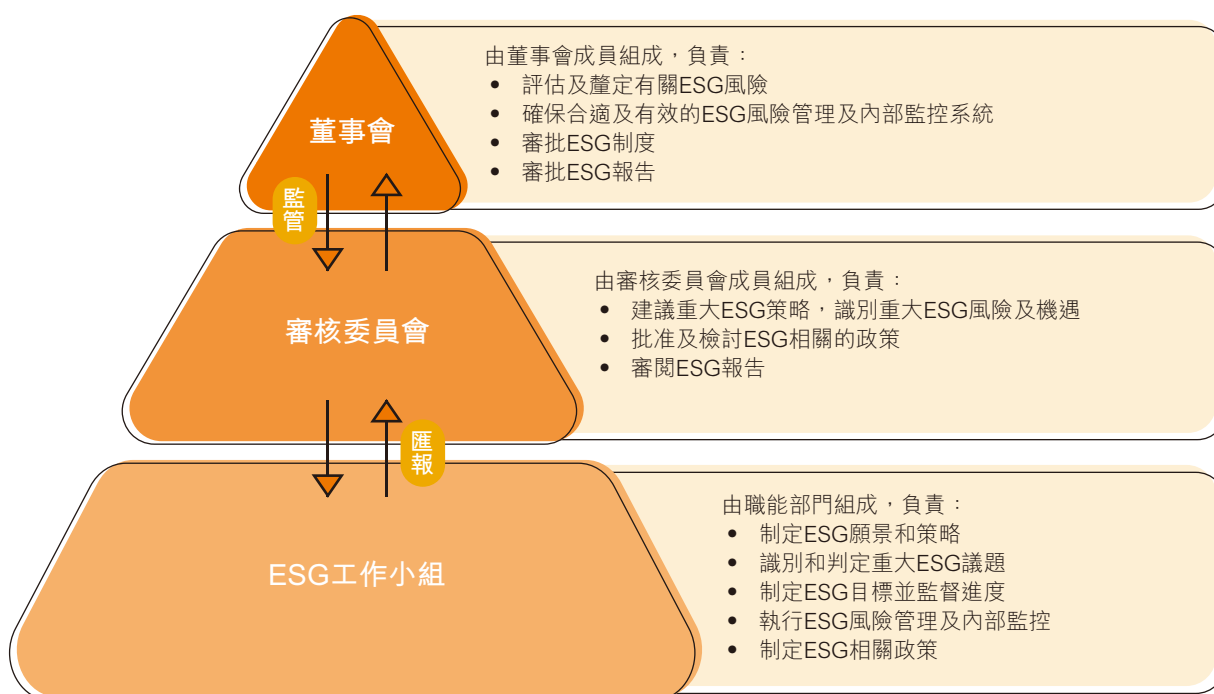 董事會
由董事會成員組成，負責：
• 評估及釐定有關ESG風險
• 確保合適及有效的ESG風險管理及內部監控系統
• 審批ESG制度
• 審批ESG報告
監管
審核委員會
由審核委員會成員組成，負責：
• 建議重大ESG策略，識別重大ESG風險及機遇
• 批准及檢討ESG相關的政策
• 審閱ESG報告
匯報
ESG工作小組
由職能部門組成，負責：
• 制定ESG願景和策略
• 識別和判定重大ESG議題
• 制定ESG目標並監督進度
• 執行ESG風險管理及內部監控
• 制定ESG相關政策